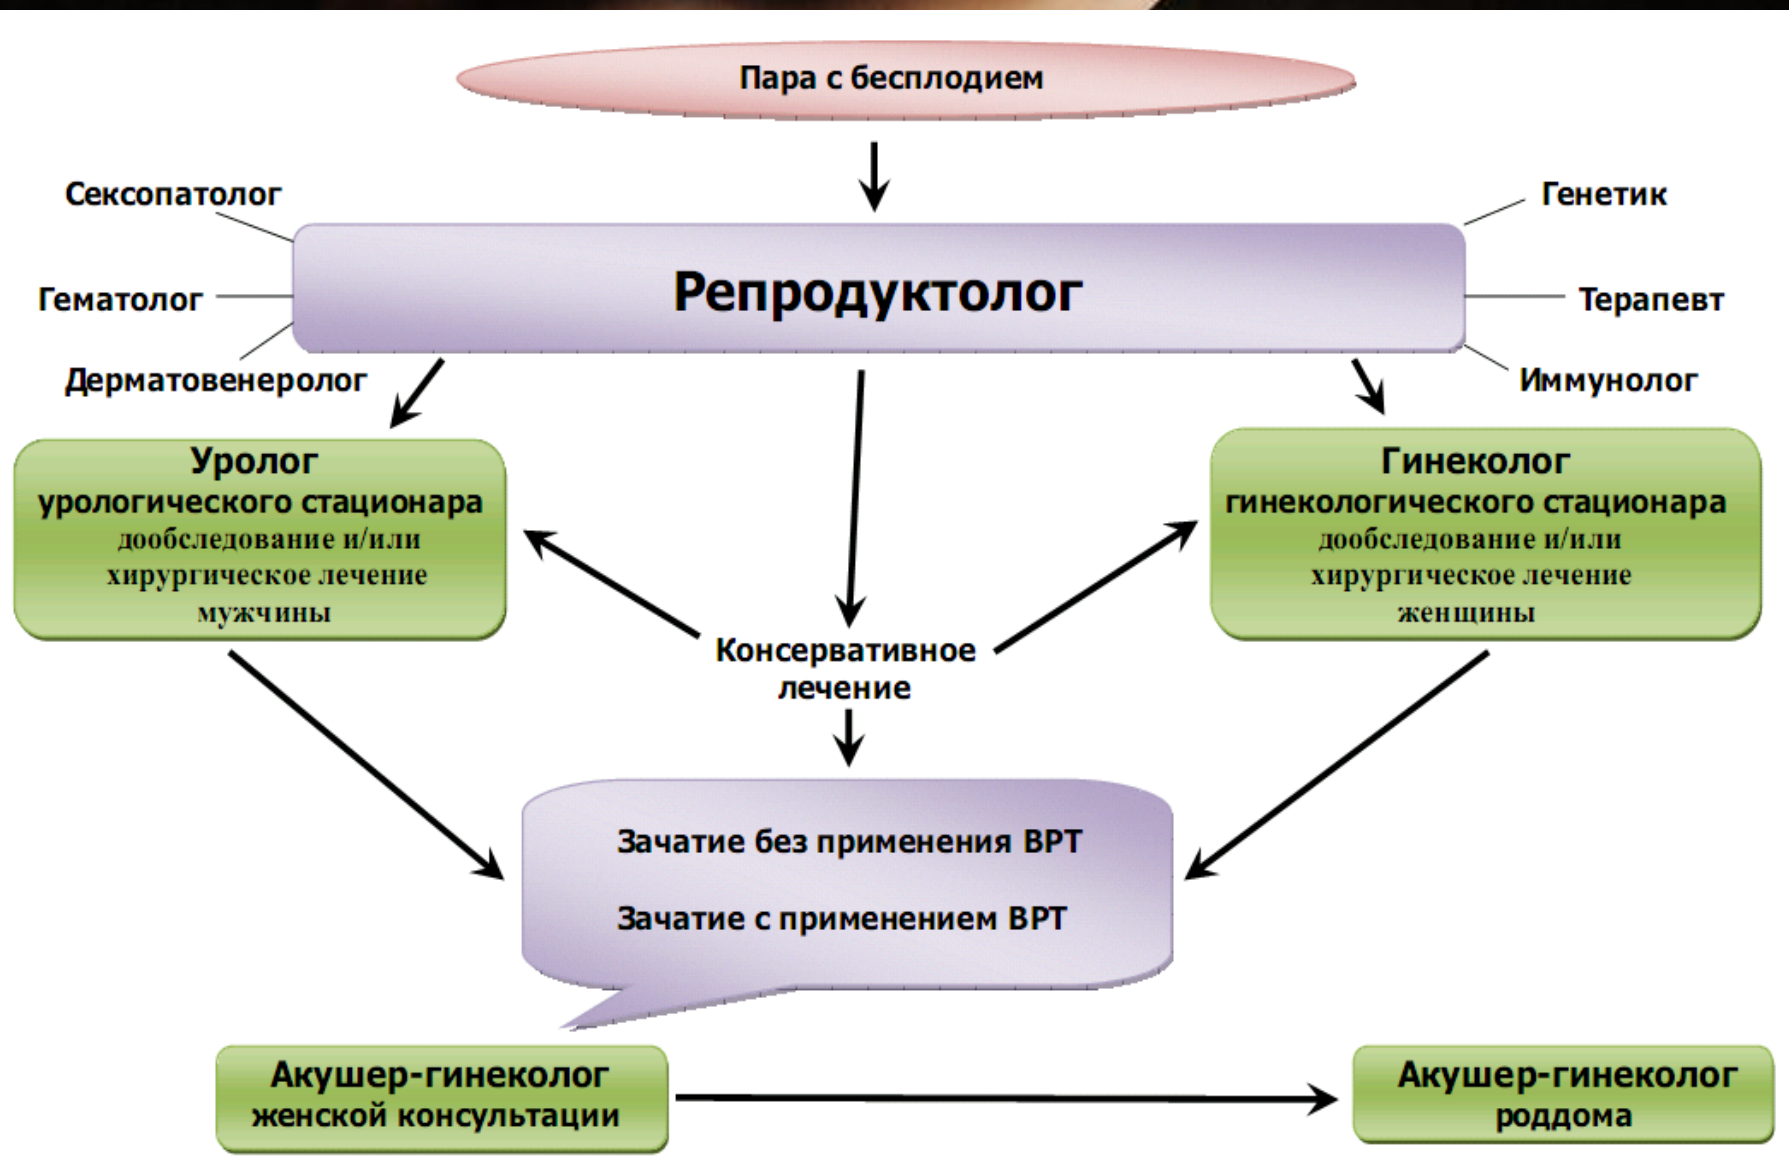 Пара с бесплодием
Сексопатолог
Генетик
Репродуктолог
Гематолог
Терапевт
Дерматовенеролог
Иммунолог
Уролог
урологического стационара
дообследование и/или
хирургическое лечение
мужчины
Гинеколог
гинекологического стационара
дообследование и/или
хирургическое лечение
женщины
Консервативное
лечение
Зачатие без применения ВРТ
Зачатие с применением ВРТ
Акушер-гинеколог
женской консультации
Акушер-гинеколог
роддома